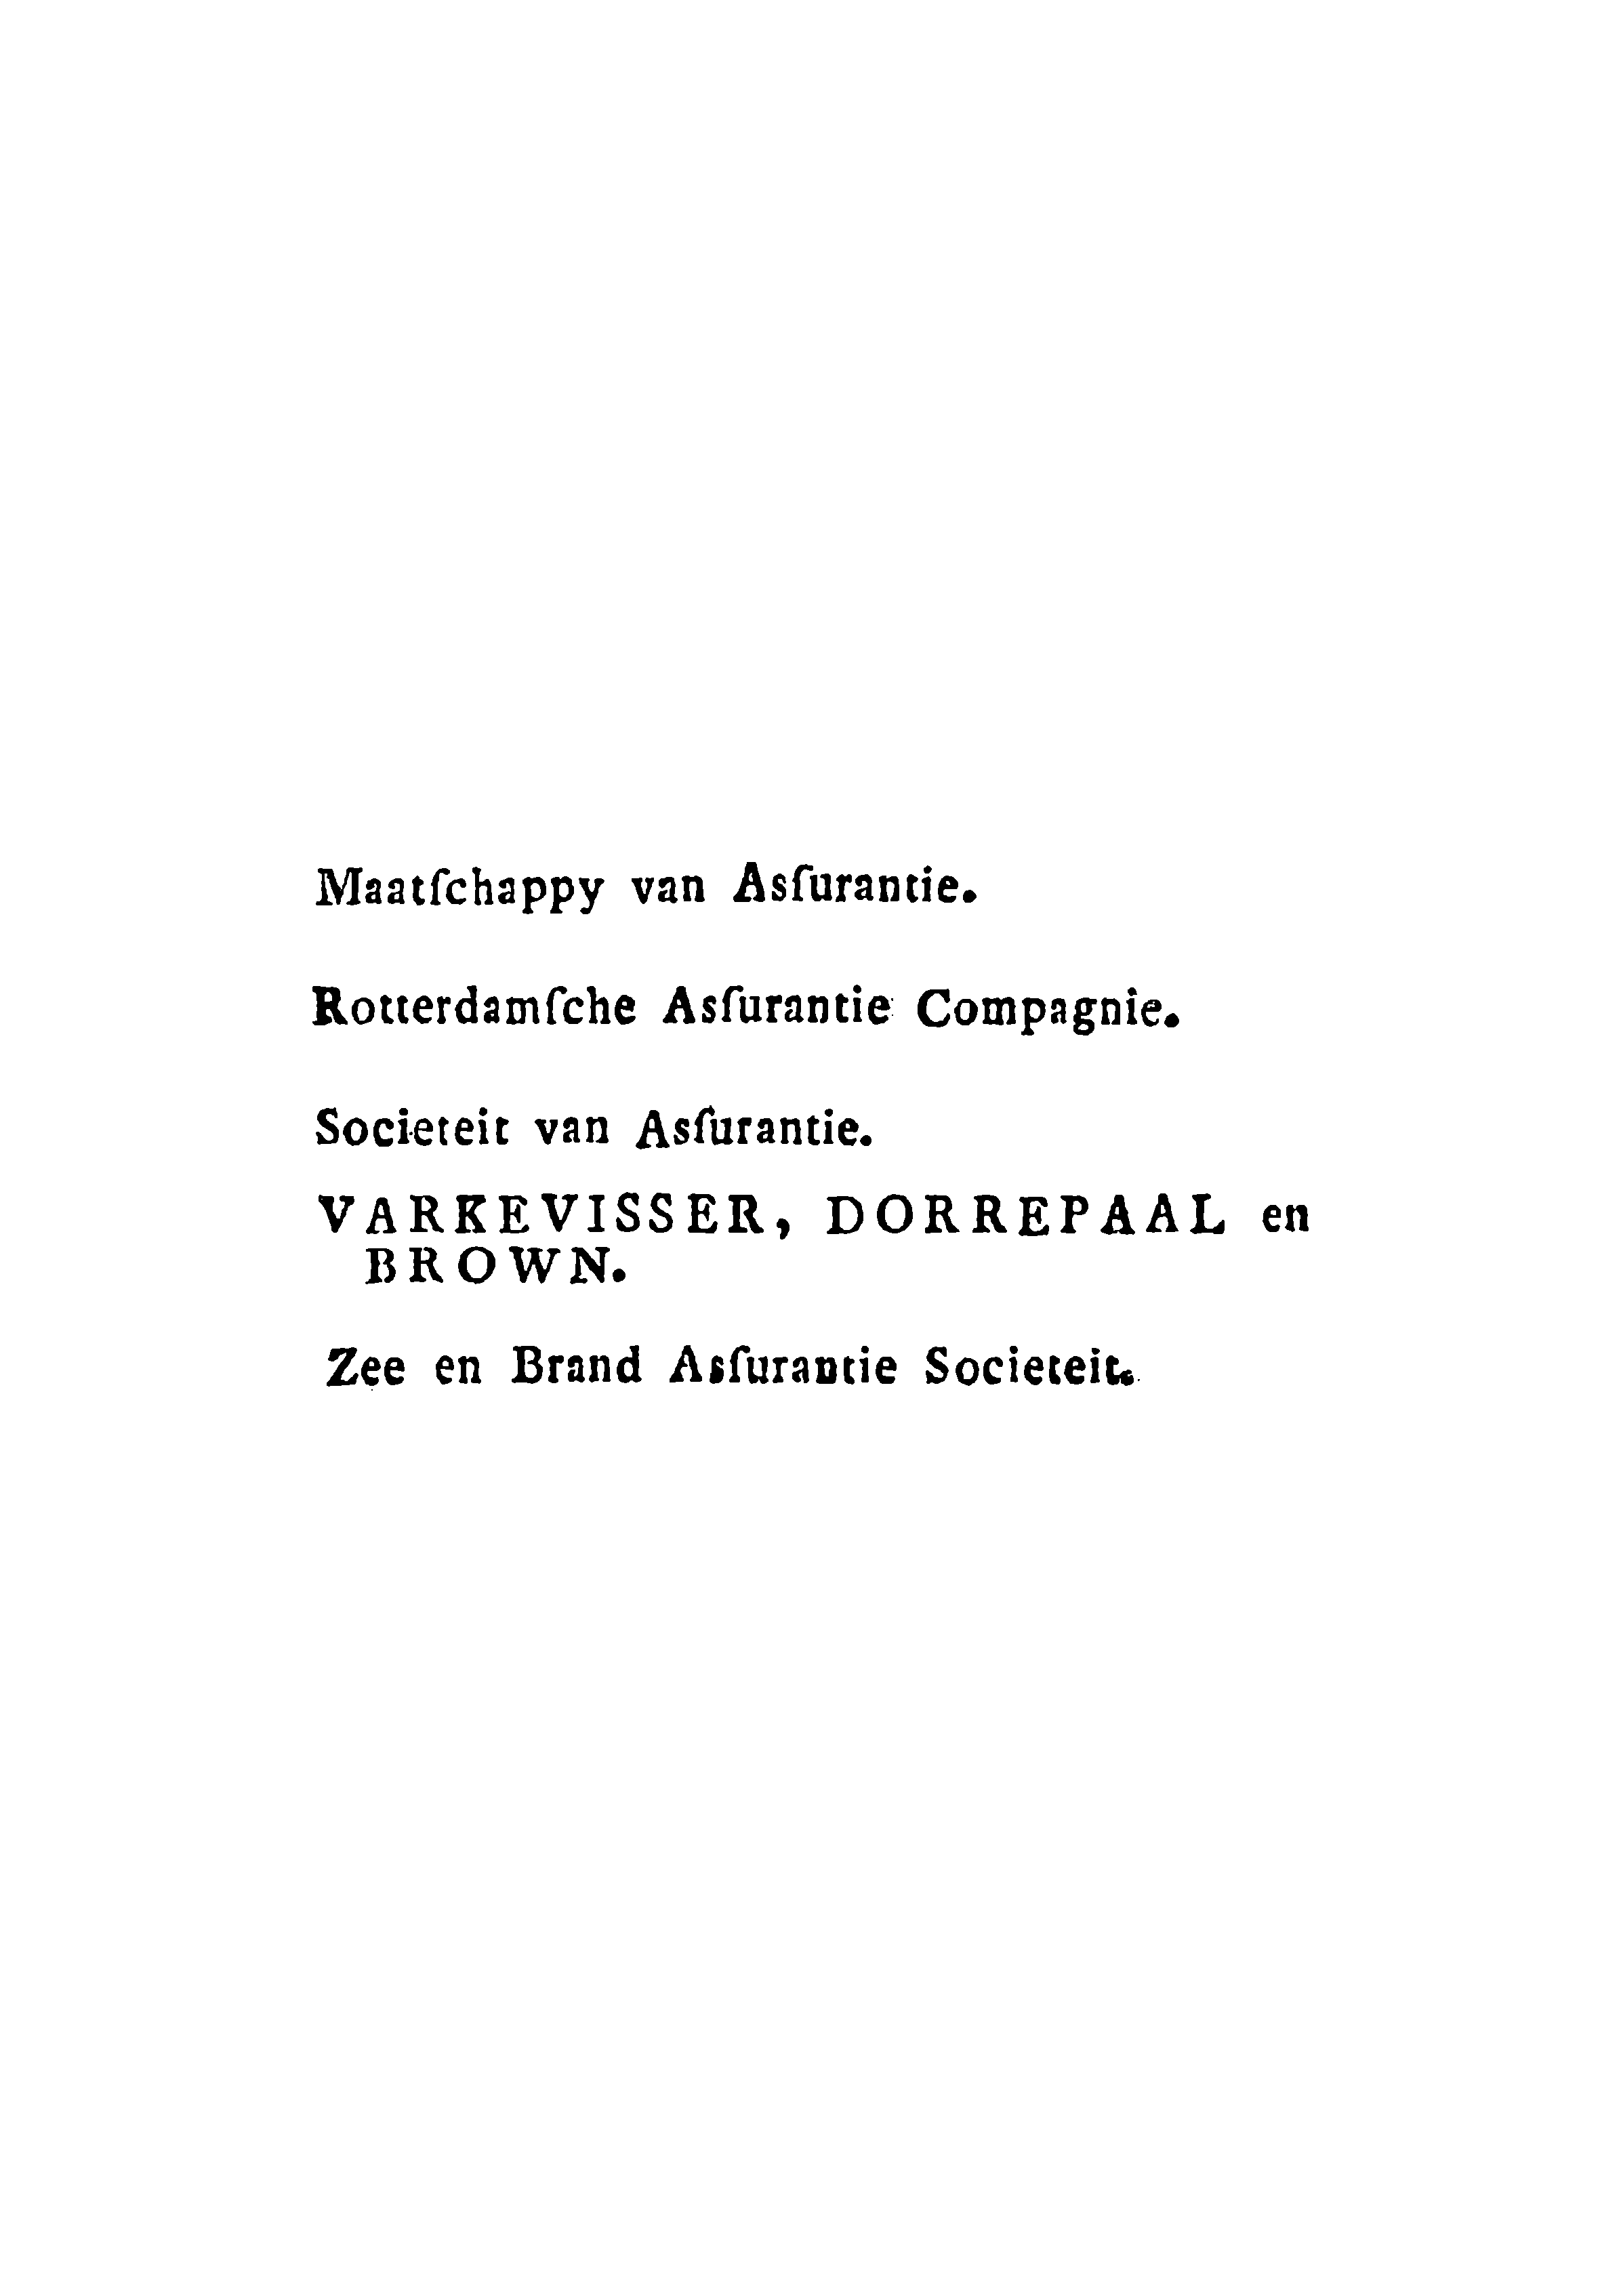 Maatſchappy van Asſurantie.
Rotterdamſche Asſurantie Compagnie.
Societeit van Asſurantie.
VARKEVISSER, DORREPAAL en
BROWN.
Zee en Brand Asſurantie Societeit.